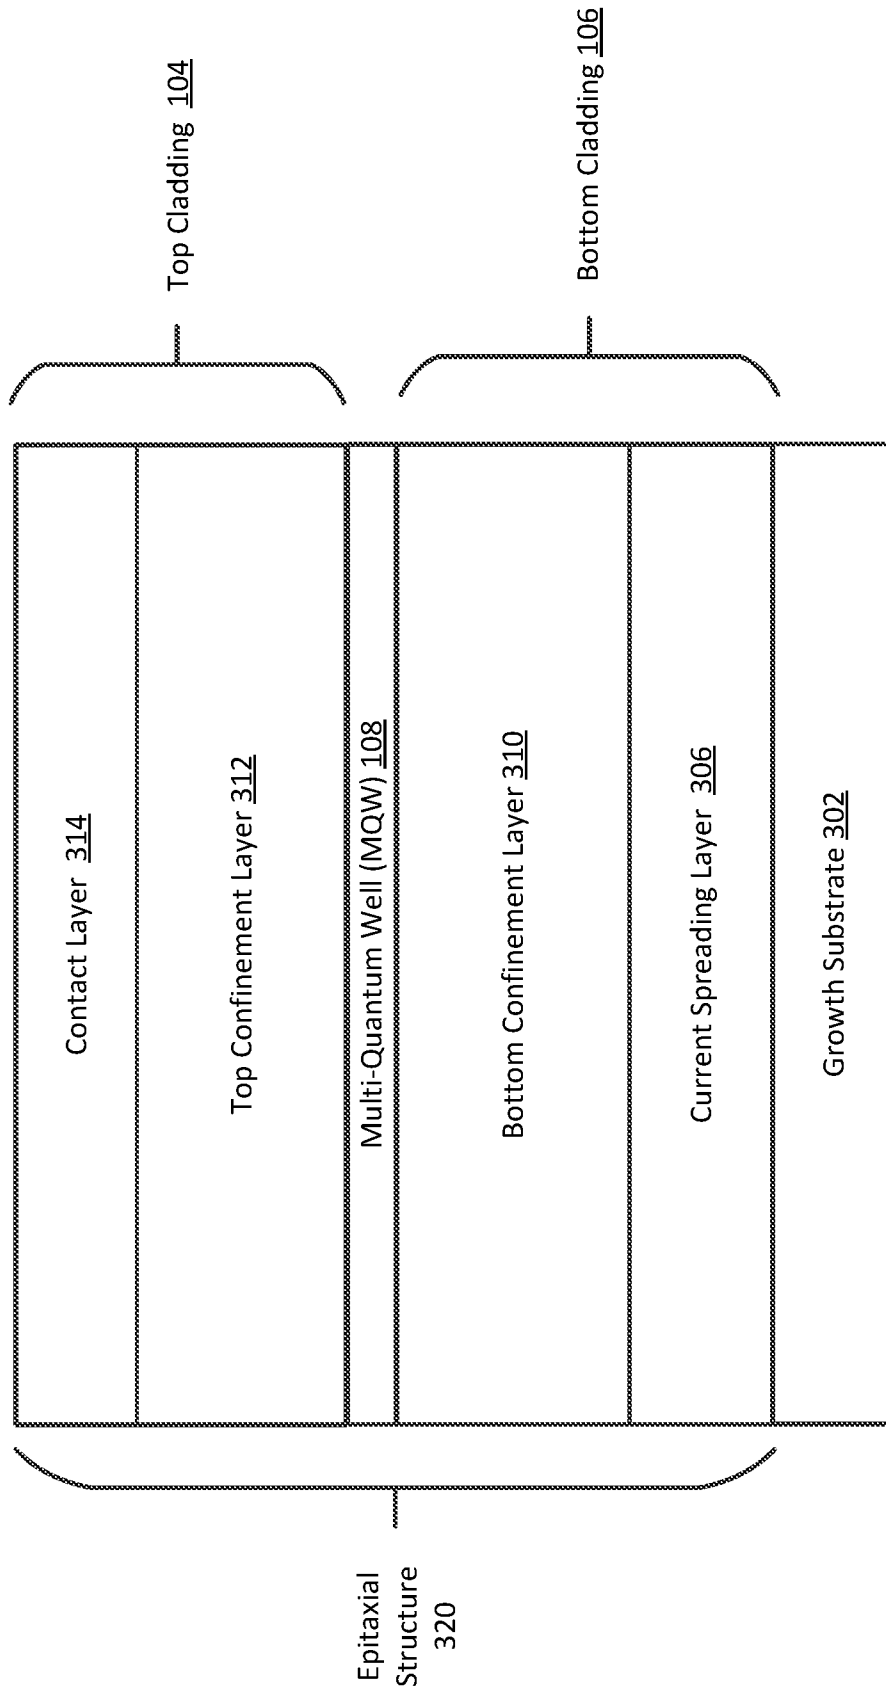 Top Cladding 104
Bottom Cladding 106
Contact Layer 314
Top Confinement Layer 312
Multi-Quantum Well (MQW) 108
Bottom Confinement Layer 310
Current Spreading Layer 306
Growth Substrate 302
Epitaxial
Structure
320